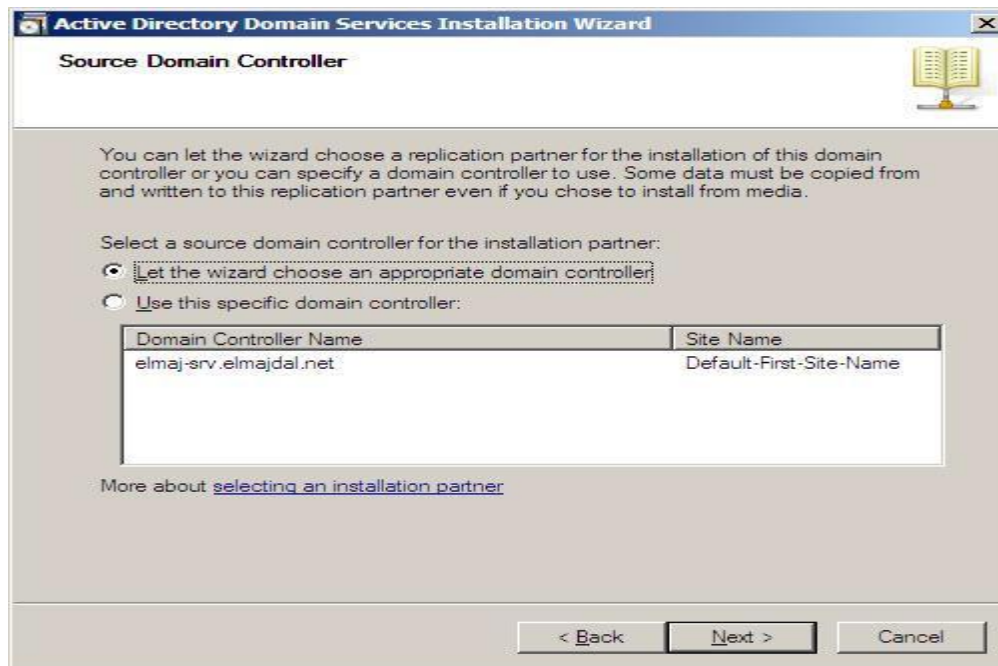 Active Directory Domain Services Installation Wizard
Source Domain Controller
You can let the wizard choose a replication partner for the installation of this domain
controller or you can specify a domain controller to use. Some data must be copied from
and written to this replication partner even if you chose to install from media.
Select a source domain controller for the installation partner:
Let the wizard choose an appropriate domain controller
Use this specific domain controller:
Domain Controller Name Site Name
elmaj-srv.elmajdal.net Default-First-Site-Name
More about selecting an installation partner
< Back Next > Cancel